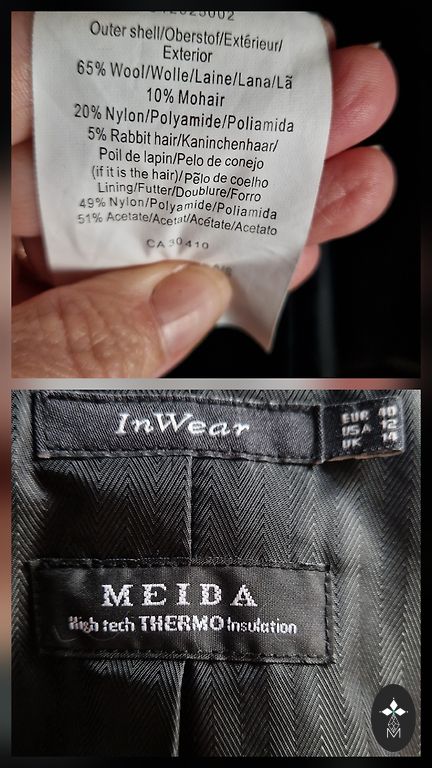 Outer shell/Oberstof/Extérieur/
Exterior
65% Wool/Wolle/Laine/Lana/Lã
10% Mohair
20% Nylon/Polyamide/Poliamida
5% Rabbit hair/Kaninchenhaar/
Poil de lapin/Pelo de conejo
(if it is the hair)/Pelo de coelho
Lining/Futter/Doublure/Forro
49% Nylon/Polyamide/Poliamida
51% Acetate/Acetat/Acétate/Acetato
CA 30410
InWear
EUR 40
USA 12
UK 14
MEIDA
High tech THERMO Insulation
M